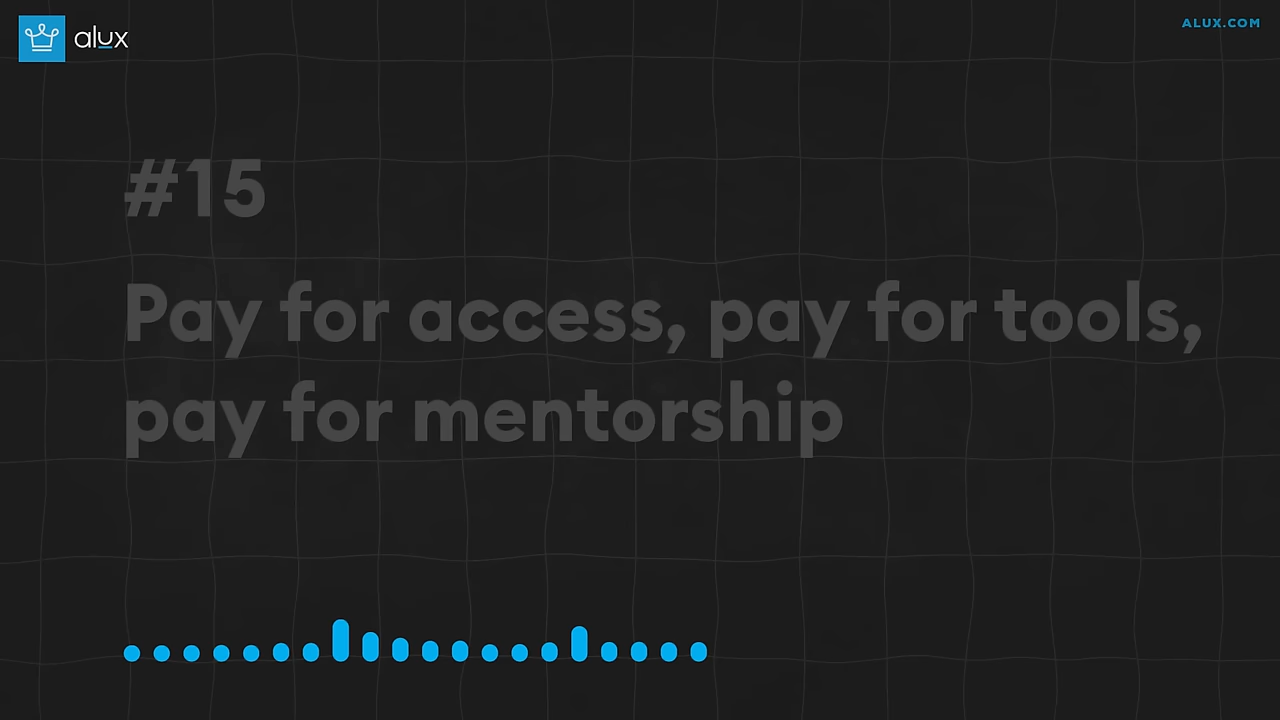 alux
ALUX.COM
#15
Pay for access, pay for tools,
pay for mentorship